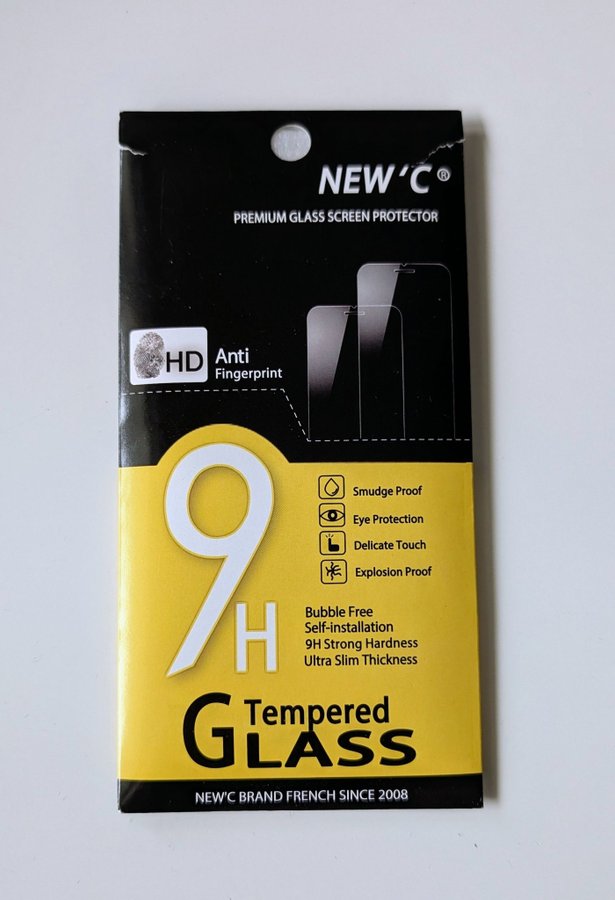 NEW'C®
PREMIUM GLASS SCREEN PROTECTOR
HD
Anti
Fingerprint
9H
Smudge Proof
Eye Protection
Delicate Touch
Explosion Proof
Bubble Free
Self-installation
9H Strong Hardness
Ultra Slim Thickness
Tempered
GLASS
NEW'C BRAND FRENCH SINCE 2008